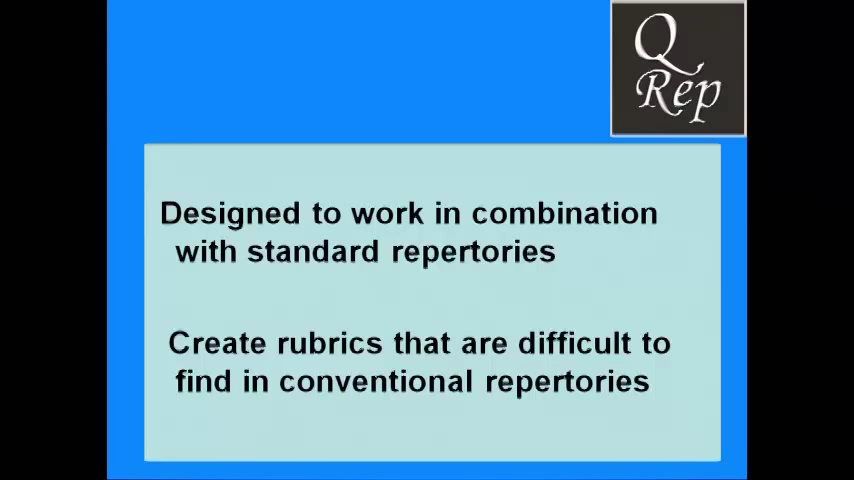 Q
Rep
Designed to work in combination
with standard repertories
Create rubrics that are difficult to
find in conventional repertories